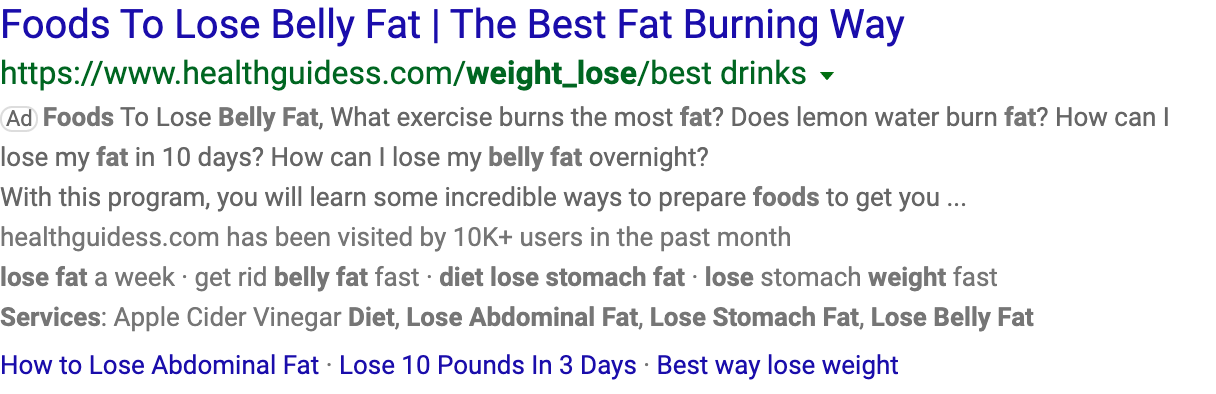 Foods To Lose Belly Fat | The Best Fat Burning Way
https://www.healthguidess.com/weight_lose/best drinks
Ad Foods To Lose Belly Fat, What exercise burns the most fat? Does lemon water burn fat? How can I
lose my fat in 10 days? How can I lose my belly fat overnight?
With this program, you will learn some incredible ways to prepare foods to get you ...
healthguidess.com has been visited by 10K+ users in the past month
lose fat a week · get rid belly fat fast · diet lose stomach fat · lose stomach weight fast
Services: Apple Cider Vinegar Diet, Lose Abdominal Fat, Lose Stomach Fat, Lose Belly Fat
How to Lose Abdominal Fat · Lose 10 Pounds In 3 Days · Best way lose weight